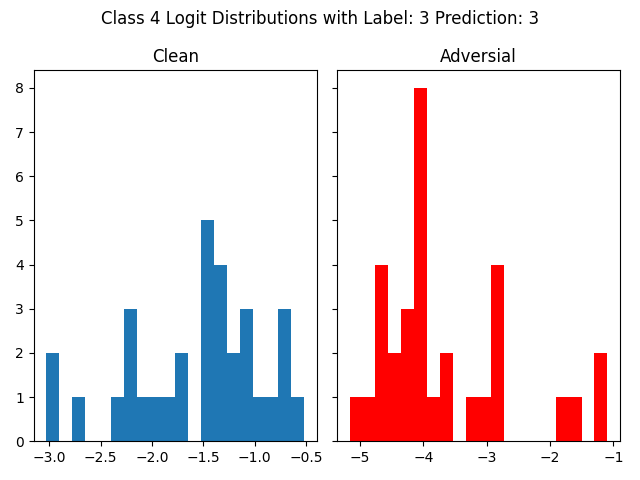 Class 4 Logit Distributions with Label: 3 Prediction: 3
Clean
Adversial
8
7
6
5
4
3
2
1
0
−3.0 −2.5 −2.0 −1.5 −1.0 −0.5
−5 −4 −3 −2 −1